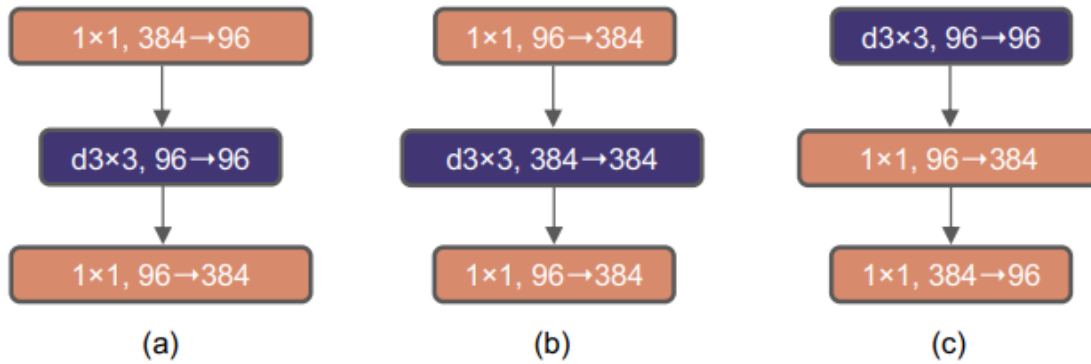 1×1, 384→96
d3×3, 96→96
1×1, 96→384
(a)
1×1, 96→384
d3×3, 384→384
1×1, 96→384
(b)
d3×3, 96→96
1×1, 96→384
1×1, 384→96
(c)